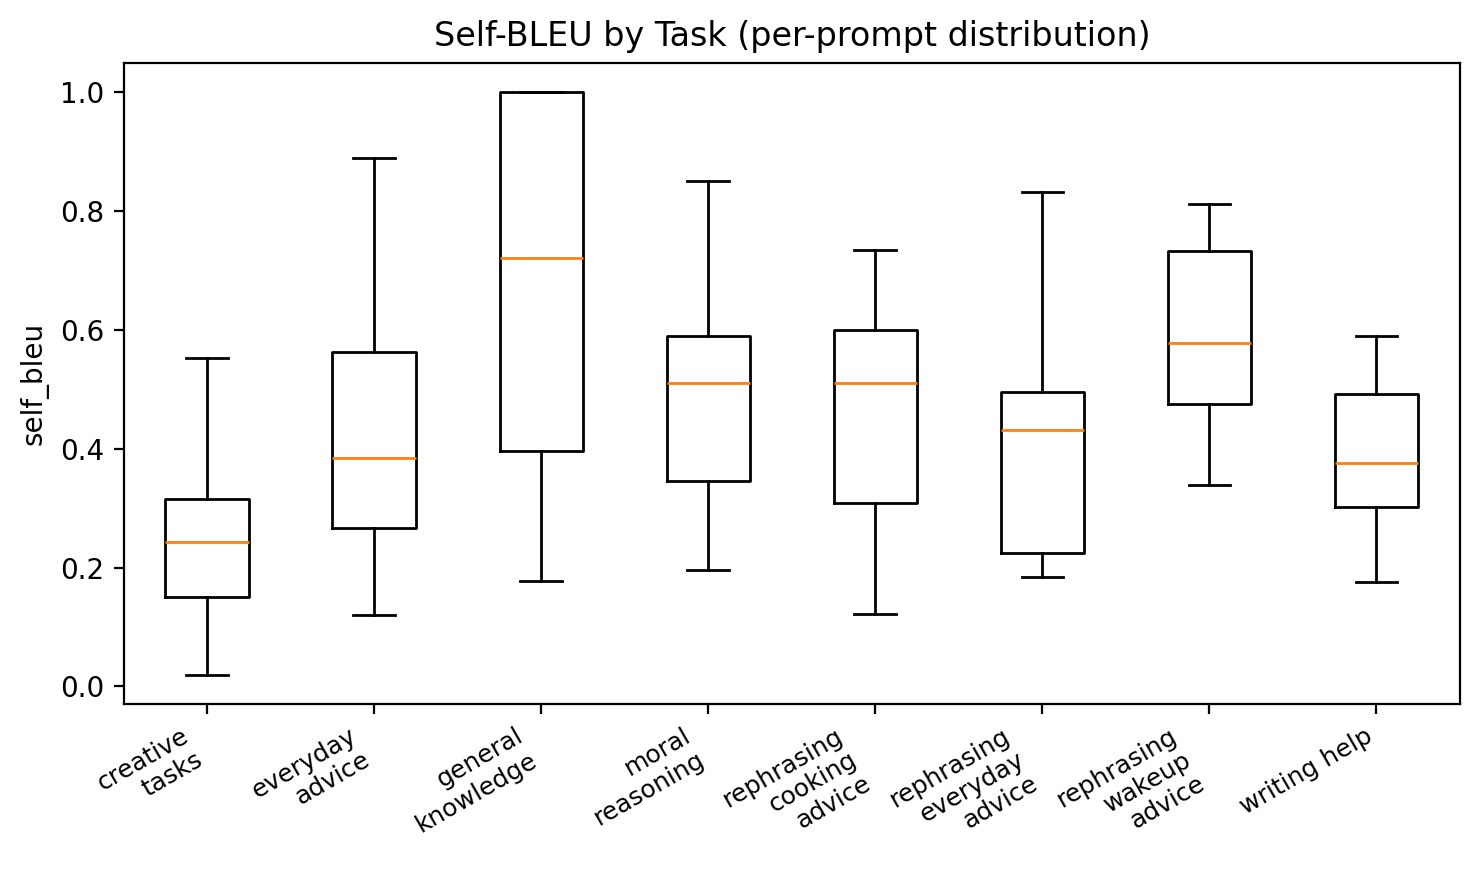 Self-BLEU by Task (per-prompt distribution)
self_bleu
1.0
0.8
0.6
0.4
0.2
0.0
creative
tasks
everyday
advice
general
knowledge
moral
reasoning
rephrasing
cooking
advice
rephrasing
everyday
advice
rephrasing
wakeup
advice
writing help